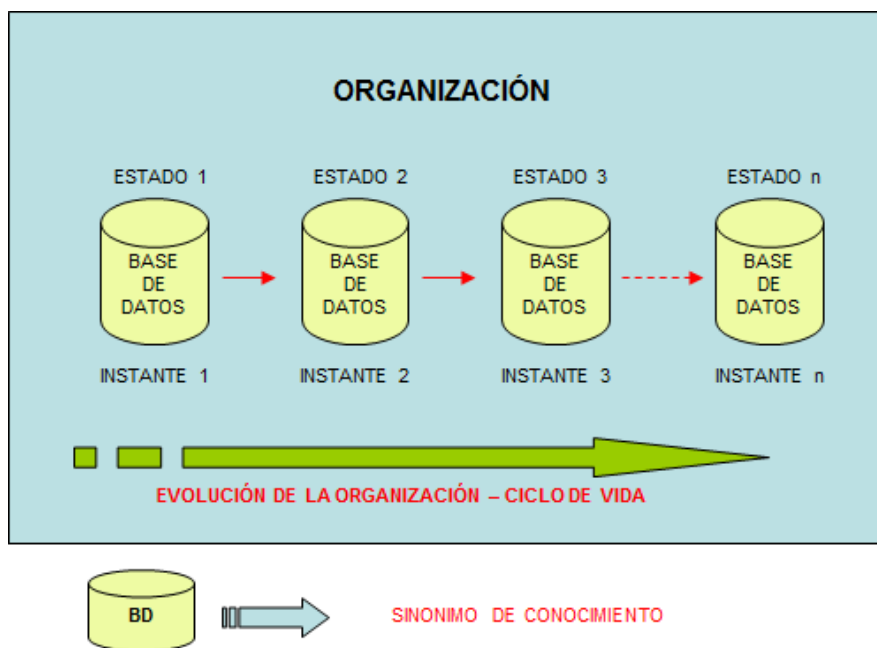 ORGANIZACIÓN
ESTADO 1 ESTADO 2 ESTADO 3 ESTADO n
BASE DE DATOS BASE DE DATOS BASE DE DATOS BASE DE DATOS
INSTANTE 1 INSTANTE 2 INSTANTE 3 INSTANTE n
EVOLUCIÓN DE LA ORGANIZACIÓN – CICLO DE VIDA
BD SINONIMO DE CONOCIMIENTO